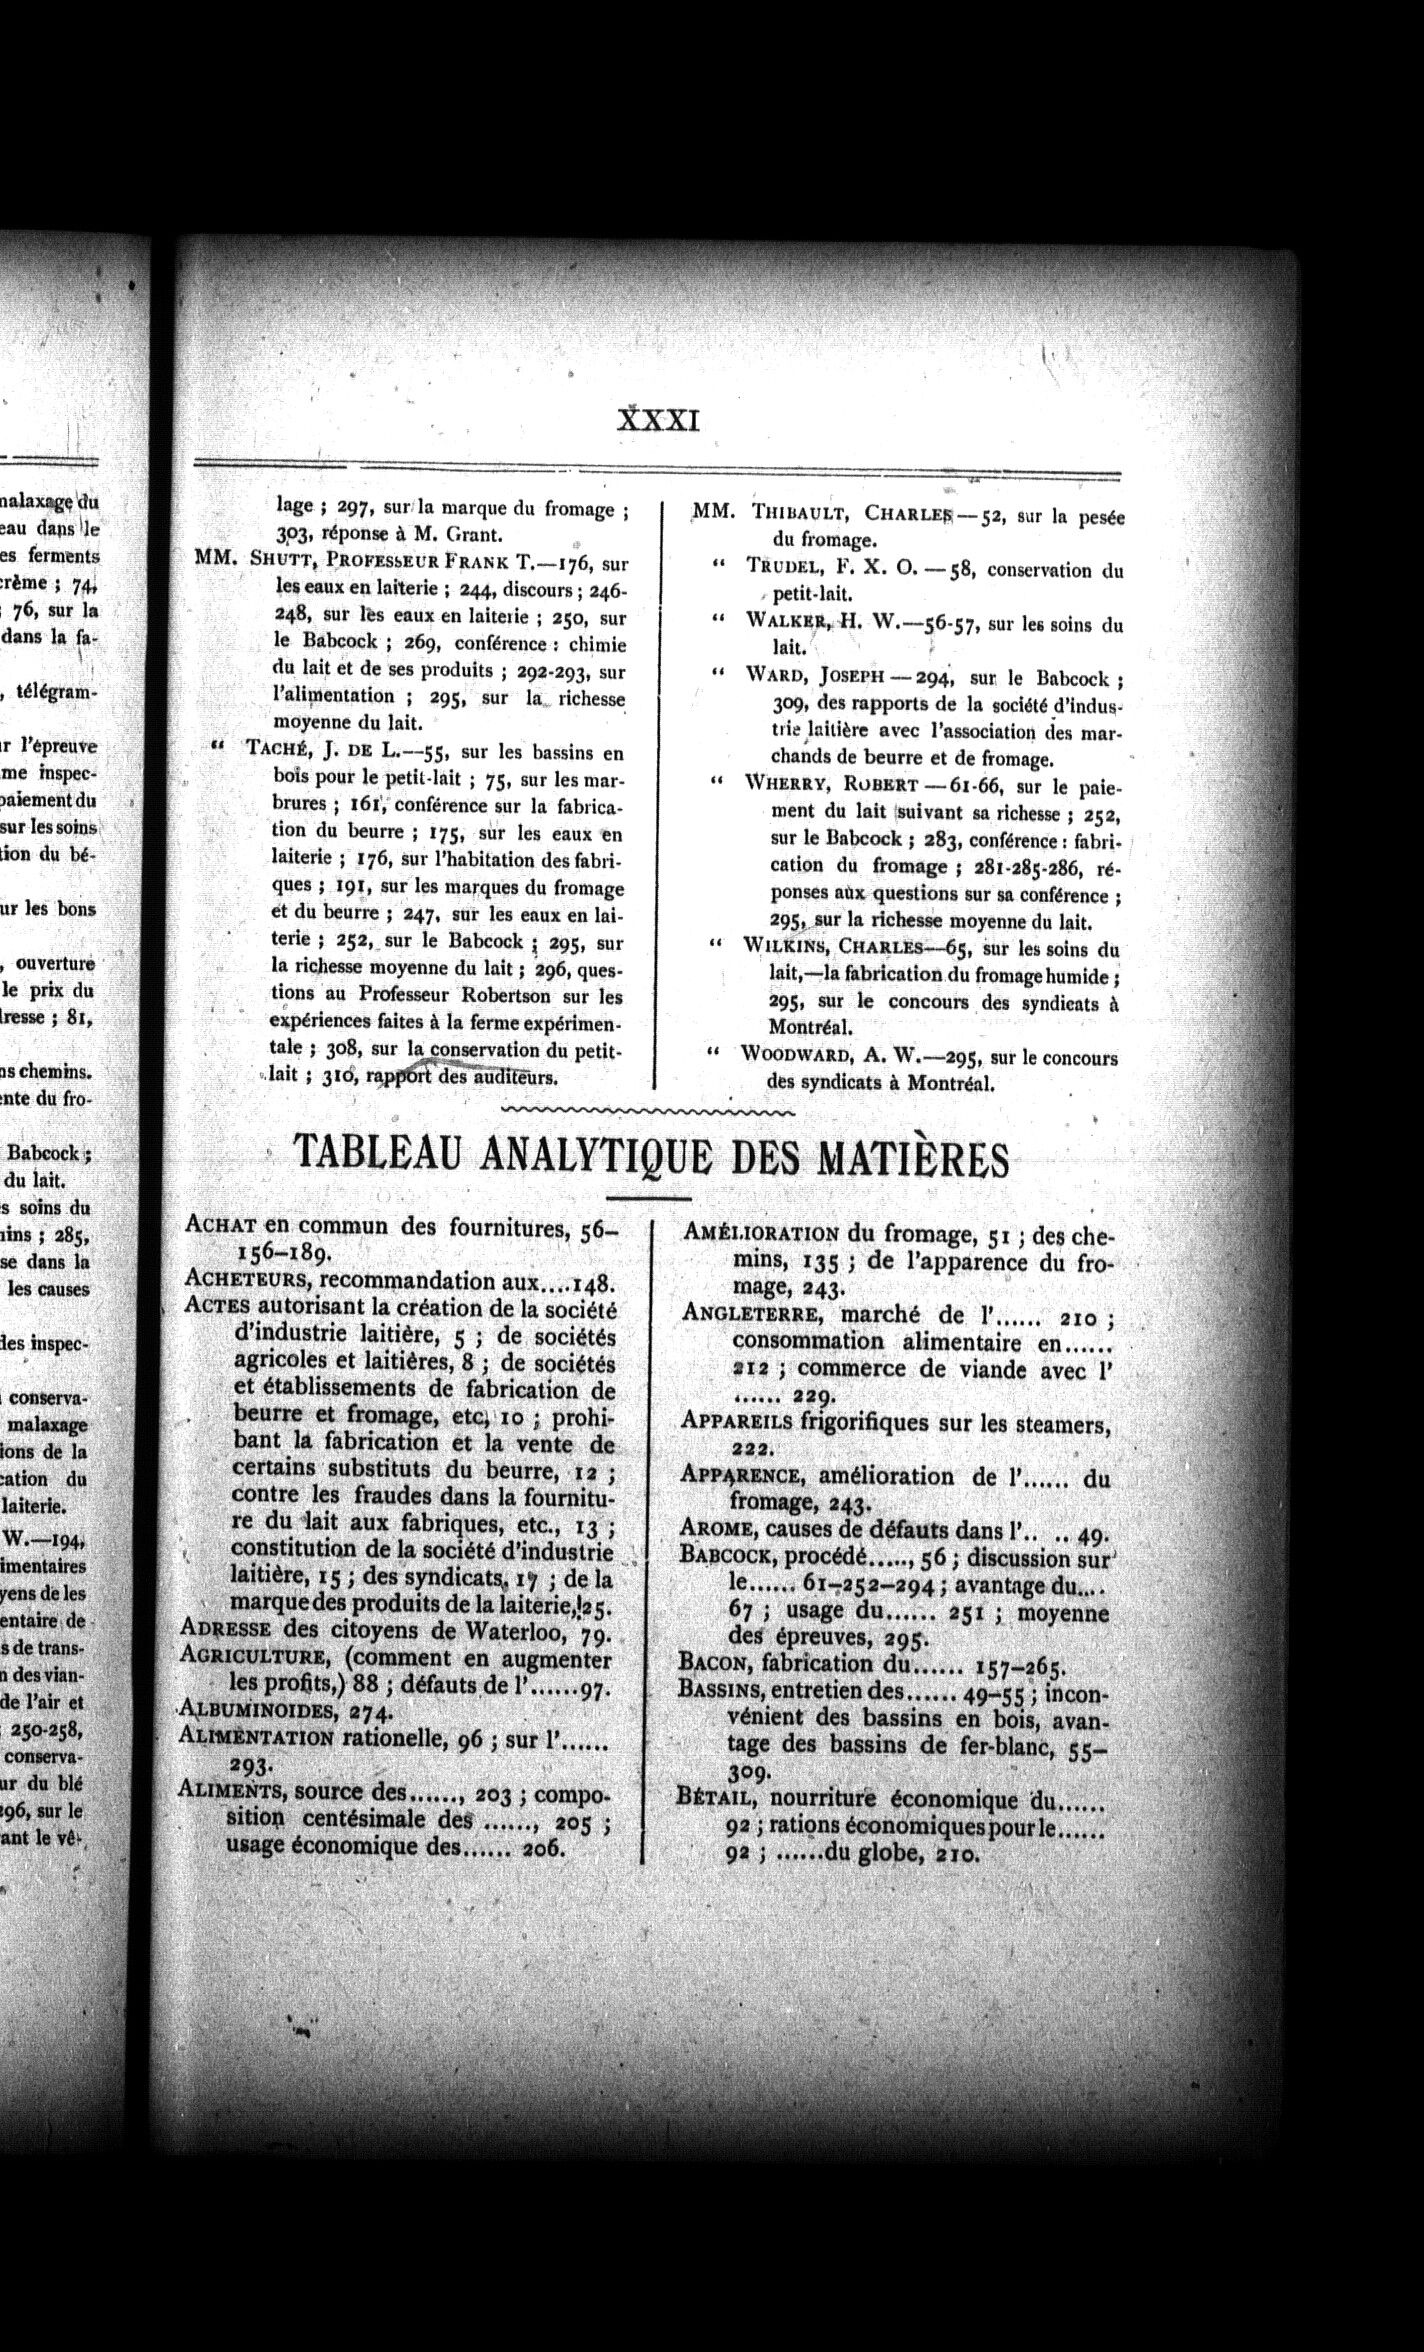 XXXI
lage ; 297, sur la marque du fromage ;
303, réponse à M. Grant.
MM. SHUTT, PROFESSEUR FRANK T.—176, sur
les eaux en laiterie ; 244, discours ; 246-
248, sur les eaux en laiterie ; 250, sur
le Babcock ; 269, conférence : chimie
du lait et de ses produits ; 292-293, sur
l'alimentation ; 295, sur la richesse
moyenne du lait.
“ TACHÉ, J. DE L.—55, sur les bassins en
bois pour le petit-lait ; 75, sur les mar-
brures ; 161, conférence sur la fabrica-
tion du beurre ; 175, sur les eaux en
laiterie ; 176, sur l'habitation des fabri-
ques ; 191, sur les marques du fromage
et du beurre ; 247, sur les eaux en lai-
terie ; 252, sur le Babcock ; 295, sur
la richesse moyenne du lait ; 296, ques-
tions au Professeur Robertson sur les
expériences faites à la ferme expérimen-
tale ; 308, sur la conservation du petit-
lait ; 310, rapport des auditeurs.
MM. THIBAULT, CHARLES—52, sur la pesée
du fromage.
“ TRUDEL, F. X. O.—58, conservation du
petit-lait.
“ WALKER, H. W.—56-57, sur les soins du
lait.
“ WARD, JOSEPH—294, sur le Babcock ;
309, des rapports de la société d'indus-
trie laitière avec l'association des mar-
chands de beurre et de fromage.
“ WHERRY, ROBERT—61-66, sur le paie-
ment du lait suivant sa richesse ; 252,
sur le Babcock ; 283, conférence : fabri-
cation du fromage ; 281-285-286, ré-
ponses aux questions sur sa conférence ;
295, sur la richesse moyenne du lait.
“ WILKINS, CHARLES—65, sur les soins du
lait,—la fabrication du fromage humide ;
295, sur le concours des syndicats à
Montréal.
“ WOODWARD, A. W.—295, sur le concours
des syndicats à Montréal.
TABLEAU ANALYTIQUE DES MATIÈRES
ACHAT en commun des fournitures, 56–
156–189.
ACHETEURS, recommandation aux....148.
ACTES autorisant la création de la société
d'industrie laitière, 5 ; de sociétés
agricoles et laitières, 8 ; de sociétés
et établissements de fabrication de
beurre et fromage, etc, 10 ; prohi-
bant la fabrication et la vente de
certains substituts du beurre, 12 ;
contre les fraudes dans la fournitu-
re du lait aux fabriques, etc., 13 ;
constitution de la société d'industrie
laitière, 15 ; des syndicats, 17 ; de la
marque des produits de la laiterie, 25.
ADRESSE des citoyens de Waterloo, 79.
AGRICULTURE, (comment en augmenter
les profits,) 88 ; défauts de l'......97.
ALBUMINOIDES, 274.
ALIMENTATION rationelle, 96 ; sur l'......
293.
ALIMENTS, source des......, 203 ; compo-
sition centésimale des ......, 205 ;
usage économique des...... 206.
AMÉLIORATION du fromage, 51 ; des che-
mins, 135 ; de l'apparence du fro-
mage, 243.
ANGLETERRE, marché de l'...... 210 ;
consommation alimentaire en......
212 ; commerce de viande avec l'
...... 229.
APPAREILS frigorifiques sur les steamers,
222.
APPARENCE, amélioration de l'...... du
fromage, 243.
AROME, causes de défauts dans l'.. .. 49.
BABCOCK, procédé....., 56 ; discussion sur
le...... 61–252–294 ; avantage du....
67 ; usage du...... 251 ; moyenne
des épreuves, 295.
BACON, fabrication du...... 157–265.
BASSINS, entretien des...... 49–55 ; incon-
vénient des bassins en bois, avan-
tage des bassins de fer-blanc, 55–
309.
BÉTAIL, nourriture économique du......
92 ; rations économiques pour le......
92 ; ......du globe, 210.